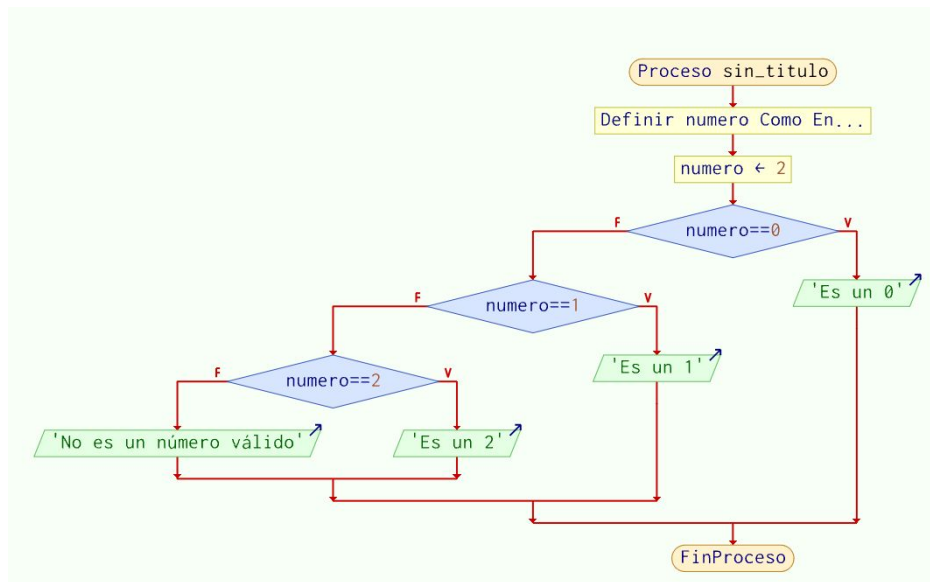 Proceso sin_titulo
Definir numero Como En...
numero ← 2
F
numero==0
V
'Es un 0'
F
numero==1
V
'Es un 1'
F
numero==2
V
'No es un número válido'
'Es un 2'
FinProceso